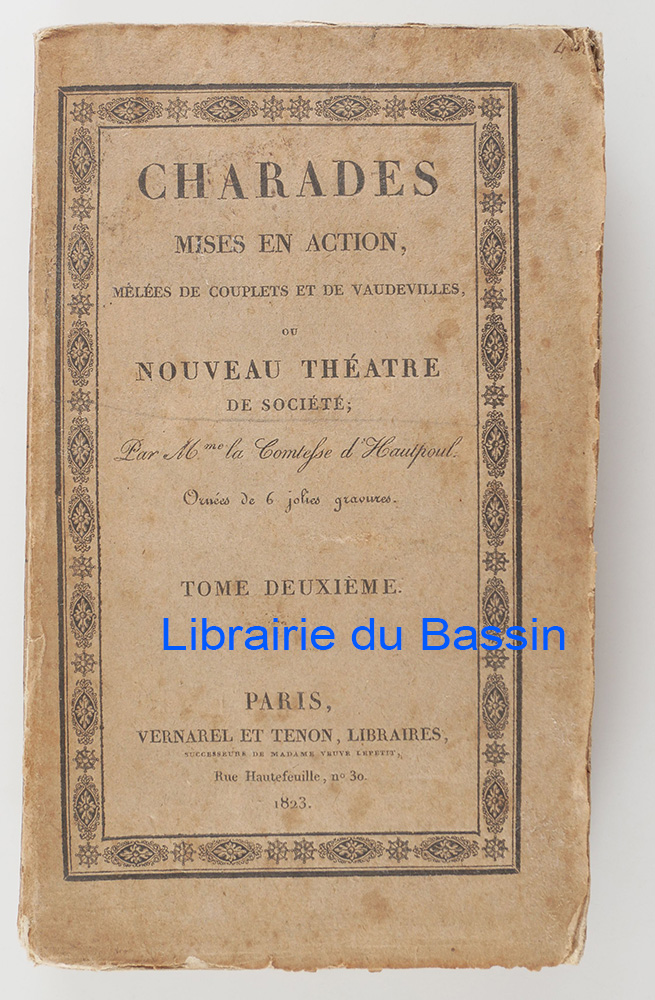 CHARADES
MISES EN ACTION,
MÊLÉES DE COUPLETS ET DE VAUDEVILLES,
OU
NOUVEAU THÉATRE
DE SOCIÉTÉ;
Par M.me la Comtesse d'Hautpoul.
Ornées de 6 jolies gravures.
TOME DEUXIÈME.
Librairie du Bassin
PARIS,
VERNAREL ET TENON, LIBRAIRES,
SUCCESSEURS DE MADAME VEUVE LEPETIT,
Rue Hautefeuille, no 30.
1823.